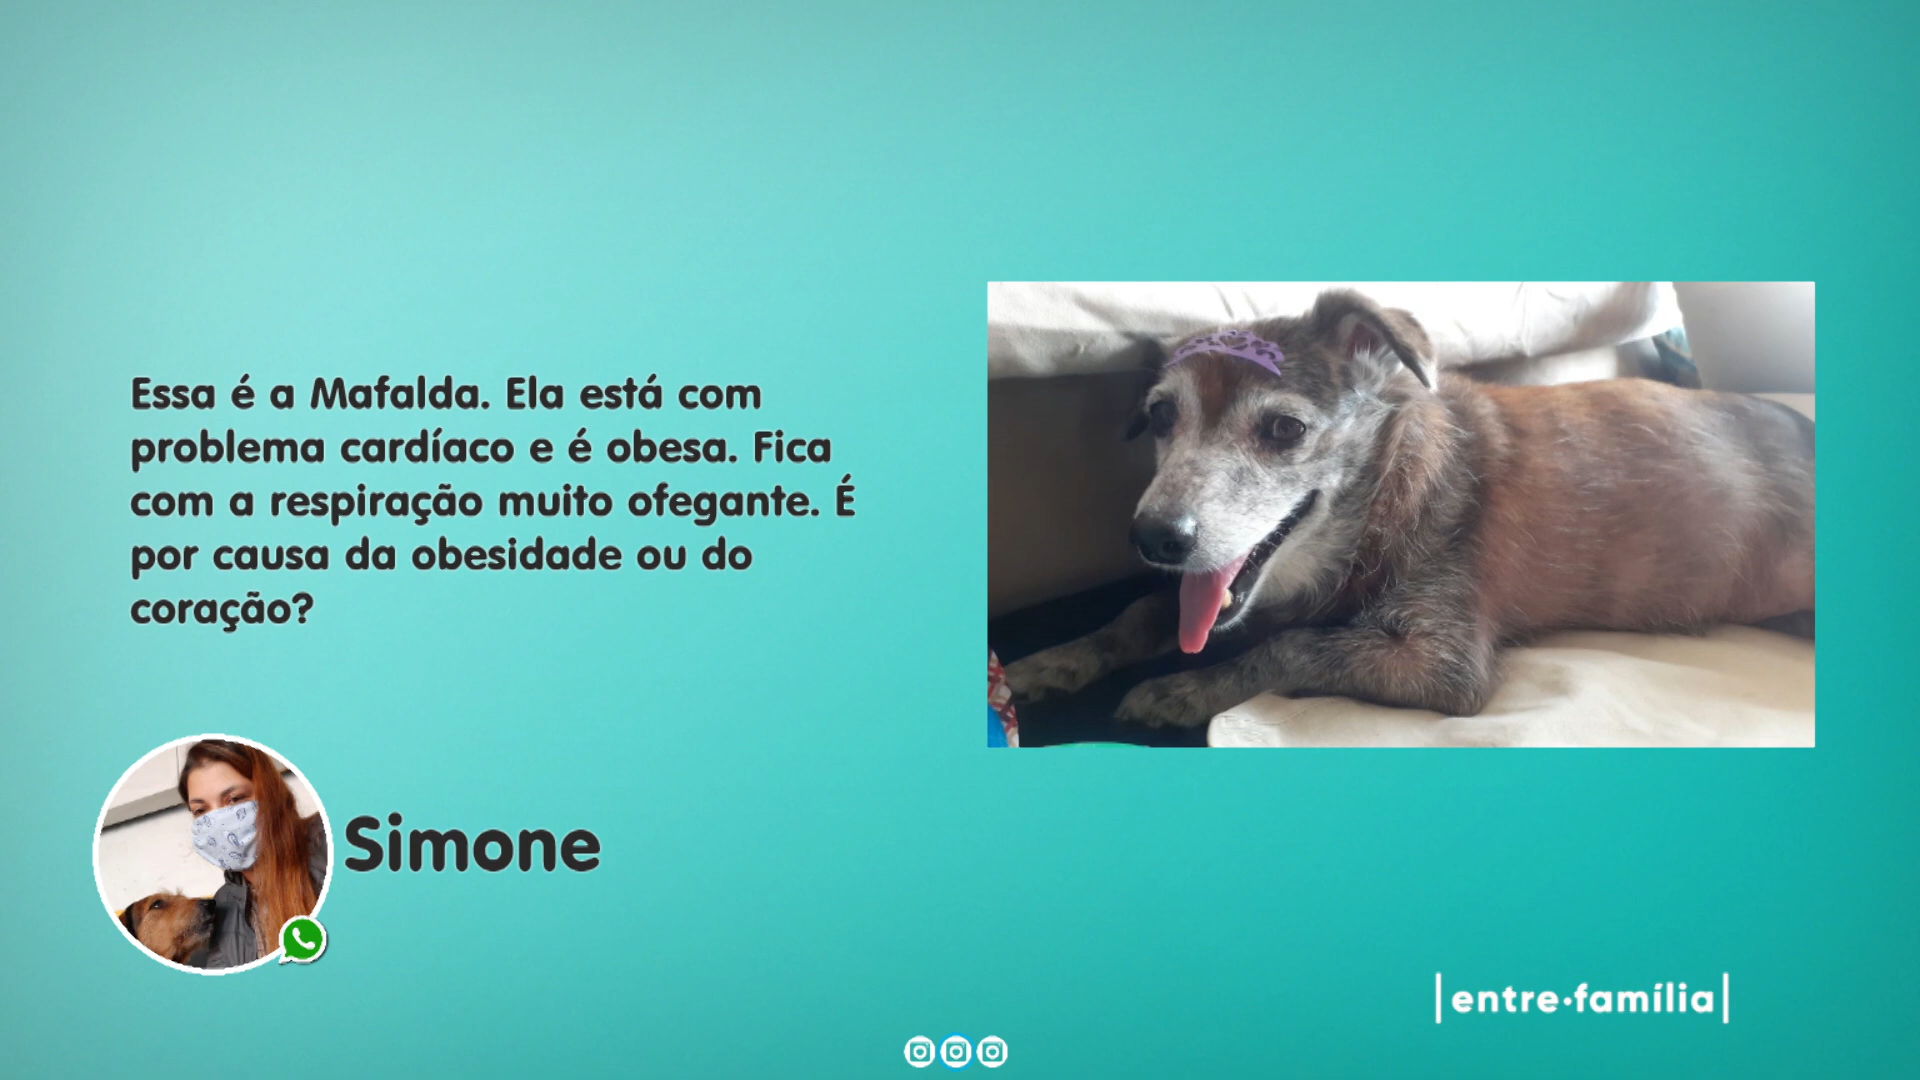 Essa é a Mafalda. Ela está com
problema cardíaco e é obesa. Fica
com a respiração muito ofegante. É
por causa da obesidade ou do
coração?
Simone
|entre•família|